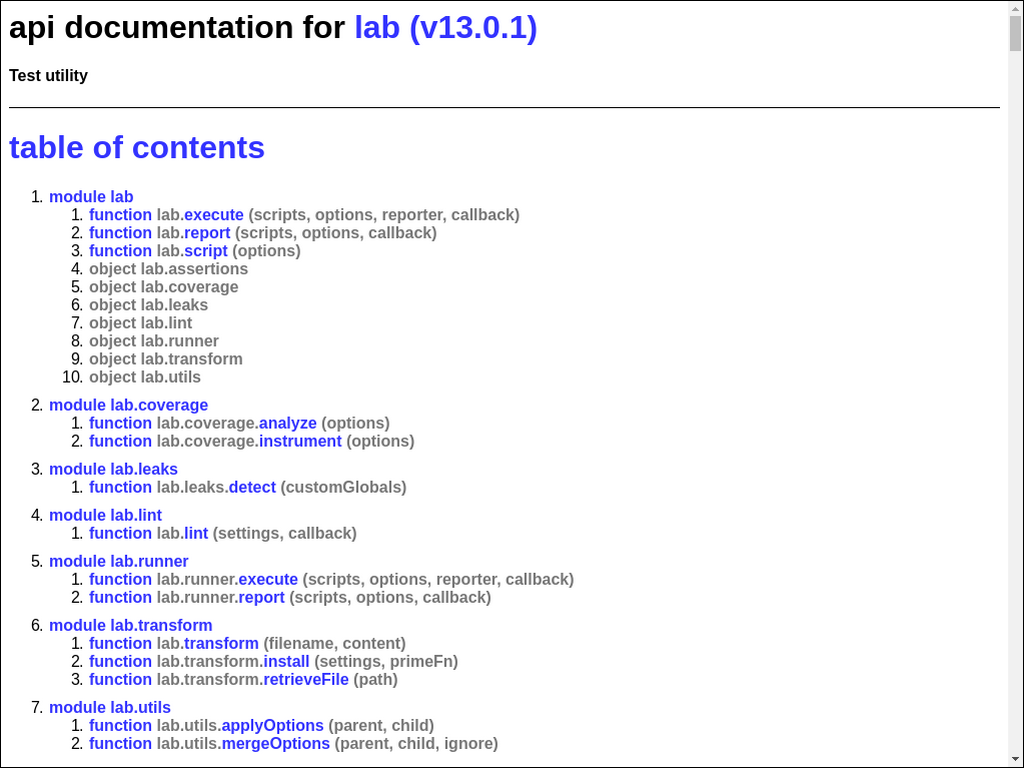 api documentation for lab (v13.0.1)
Test utility
table of contents
1. module lab
1. function lab.execute (scripts, options, reporter, callback)
2. function lab.report (scripts, options, callback)
3. function lab.script (options)
4. object lab.assertions
5. object lab.coverage
6. object lab.leaks
7. object lab.lint
8. object lab.runner
9. object lab.transform
10. object lab.utils
2. module lab.coverage
1. function lab.coverage.analyze (options)
2. function lab.coverage.instrument (options)
3. module lab.leaks
1. function lab.leaks.detect (customGlobals)
4. module lab.lint
1. function lab.lint (settings, callback)
5. module lab.runner
1. function lab.runner.execute (scripts, options, reporter, callback)
2. function lab.runner.report (scripts, options, callback)
6. module lab.transform
1. function lab.transform (filename, content)
2. function lab.transform.install (settings, primeFn)
3. function lab.transform.retrieveFile (path)
7. module lab.utils
1. function lab.utils.applyOptions (parent, child)
2. function lab.utils.mergeOptions (parent, child, ignore)